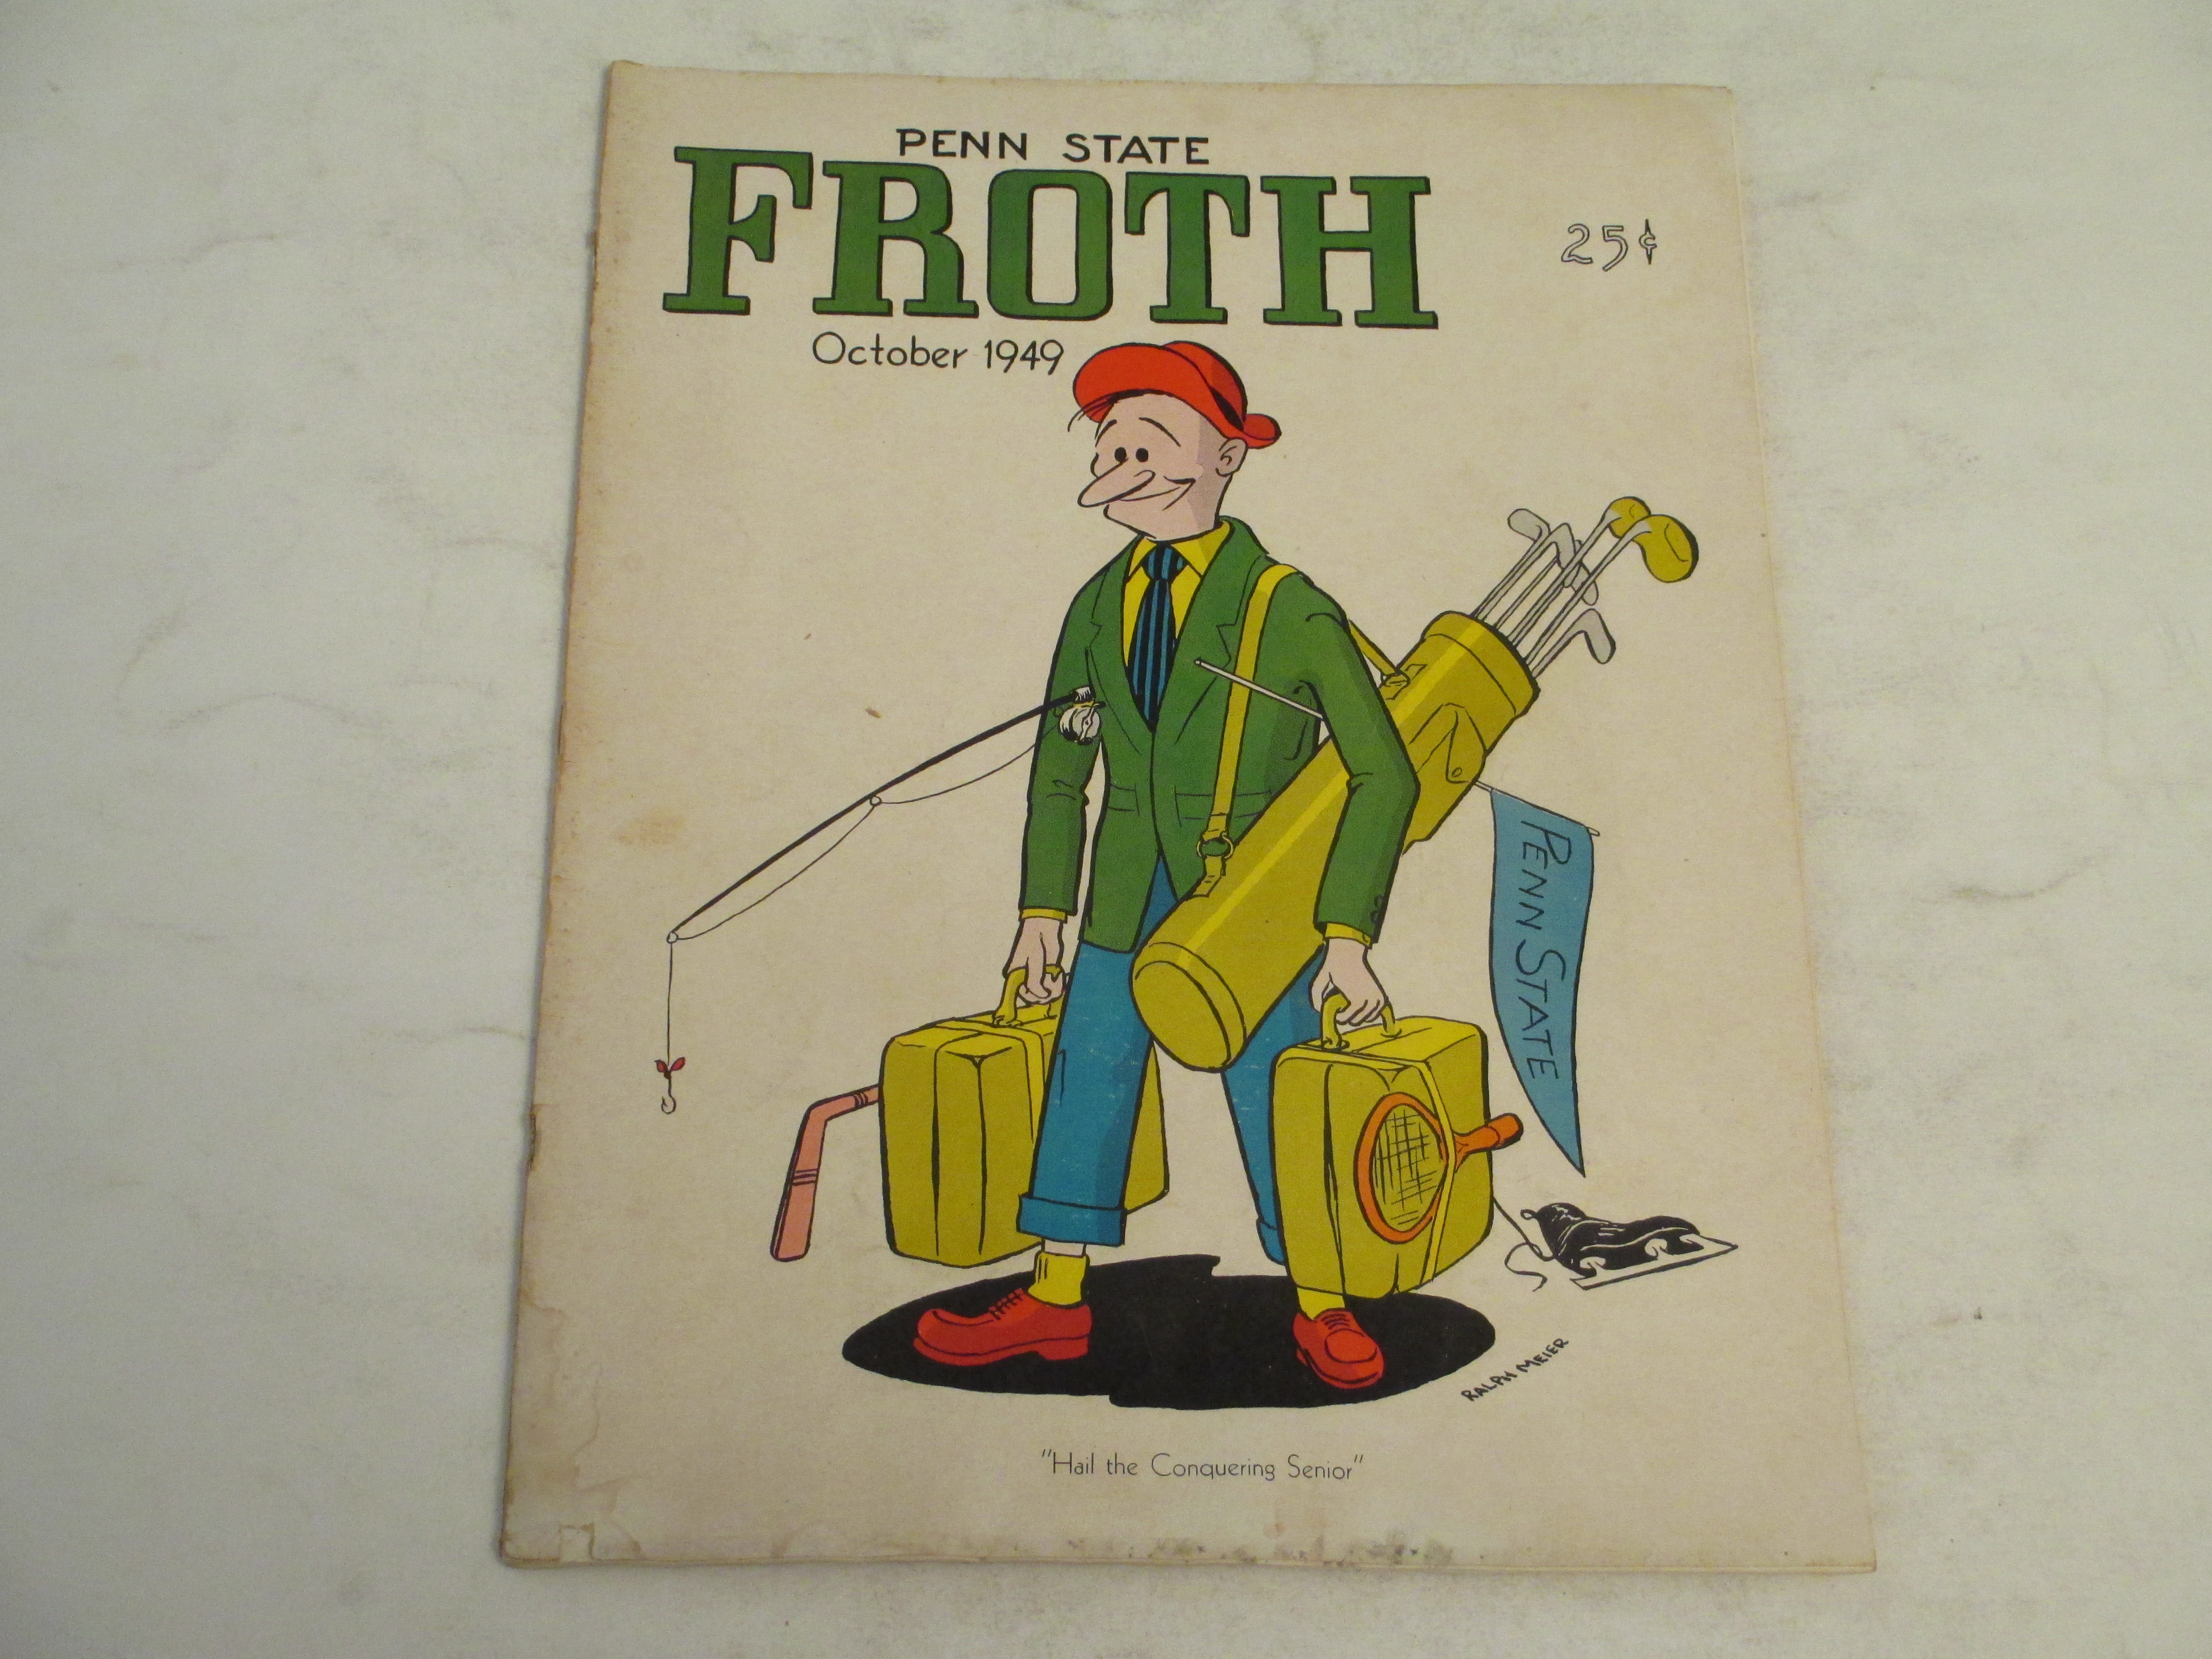 PENN STATE
FROTH
25¢
October 1949
PENN STATE
RALPH MEIER
"Hail the Conquering Senior"